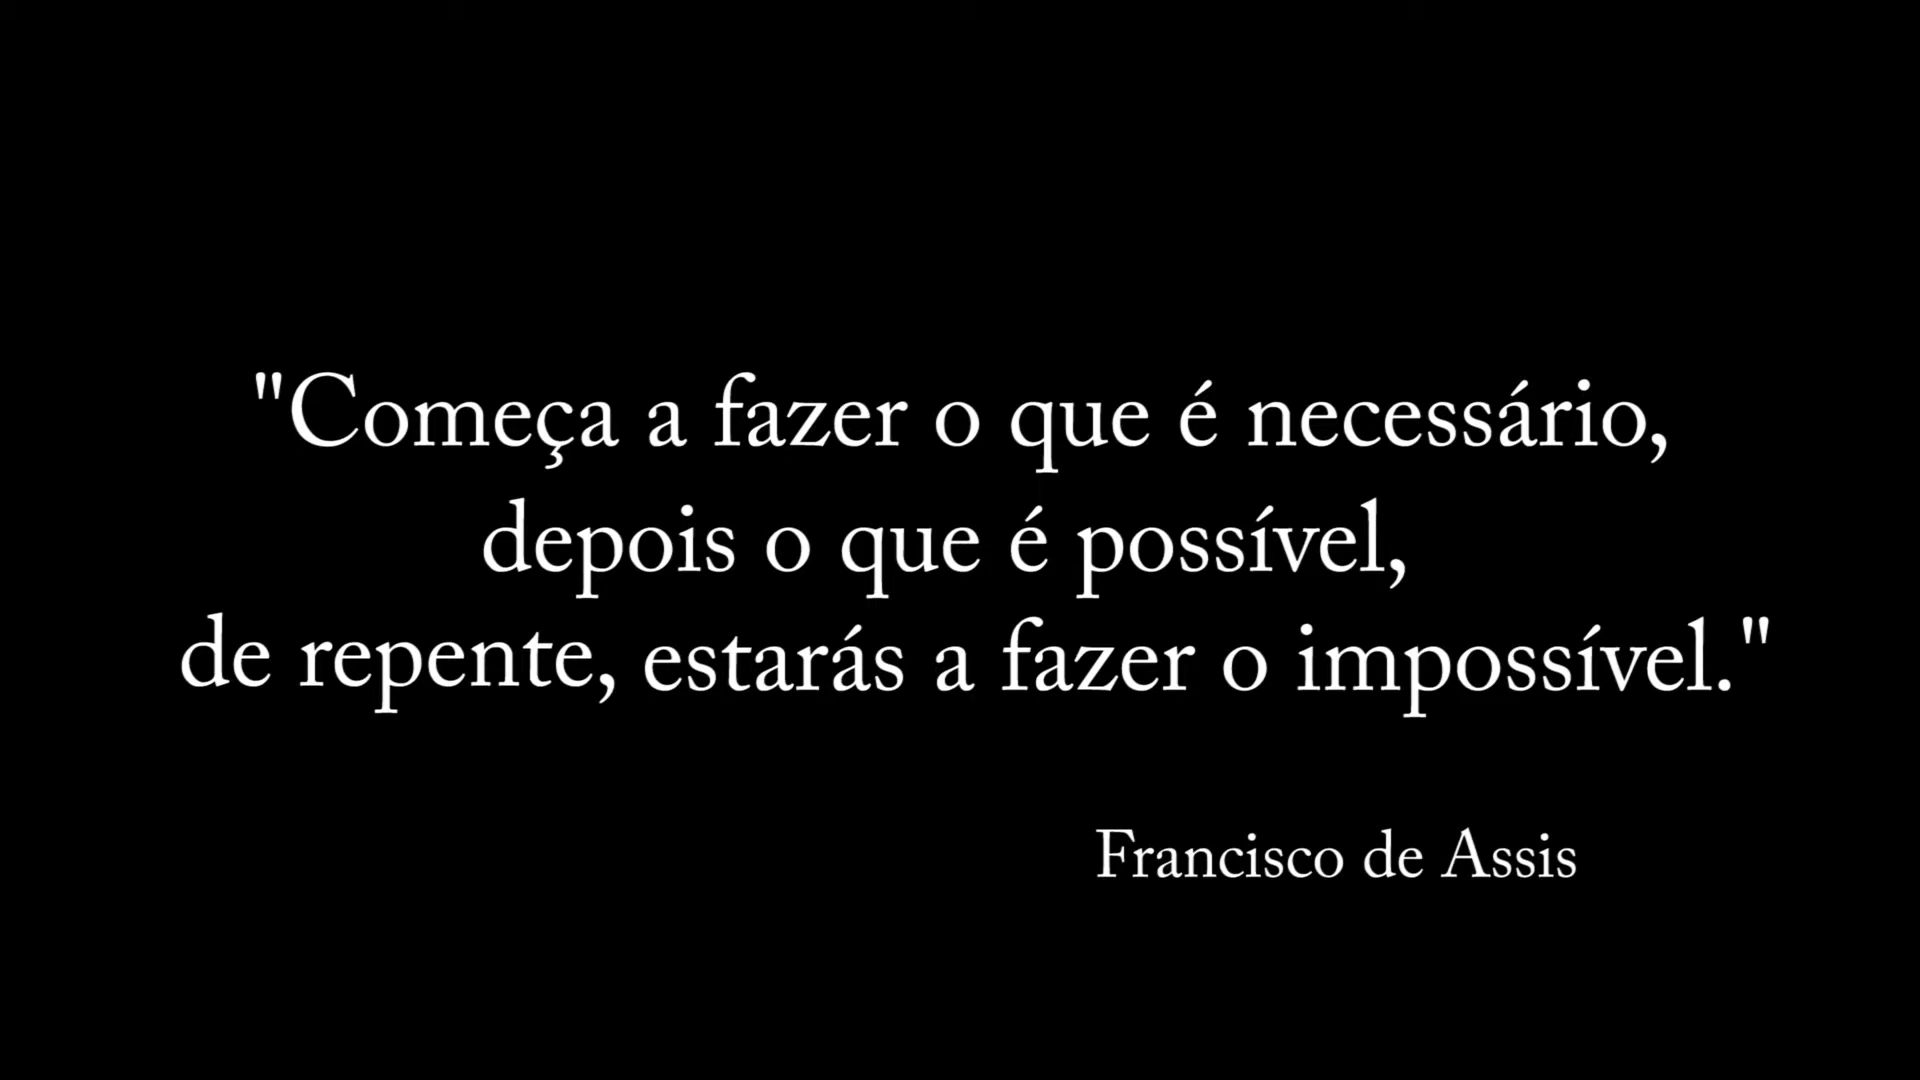 "Começa a fazer o que é necessário,
depois o que é possível,
de repente, estarás a fazer o impossível."
Francisco de Assis